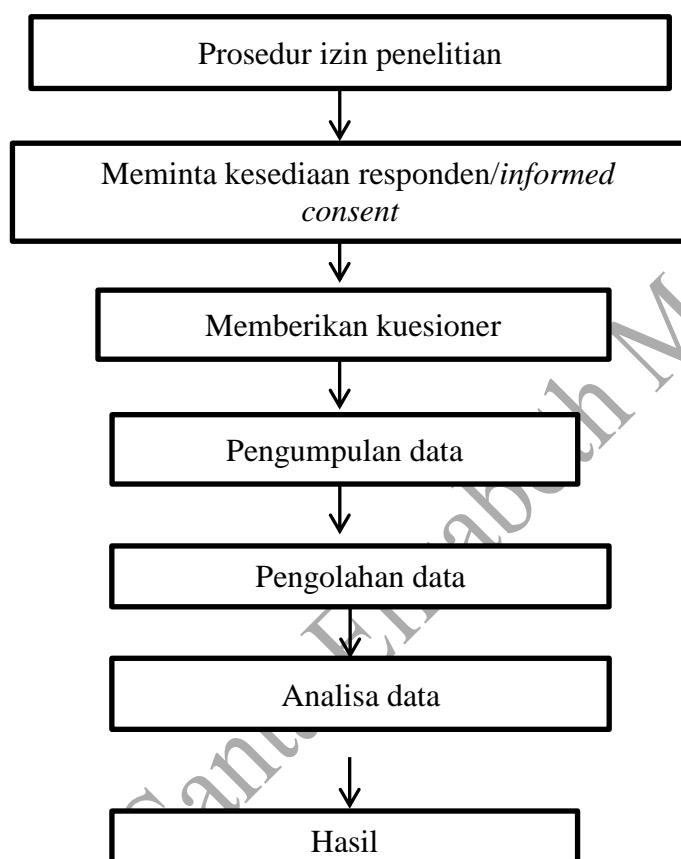 Prosedur izin penelitian
Meminta kesediaan responden/informed
consent
Memberikan kuesioner
Pengumpulan data
Pengolahan data
Analisa data
Hasil